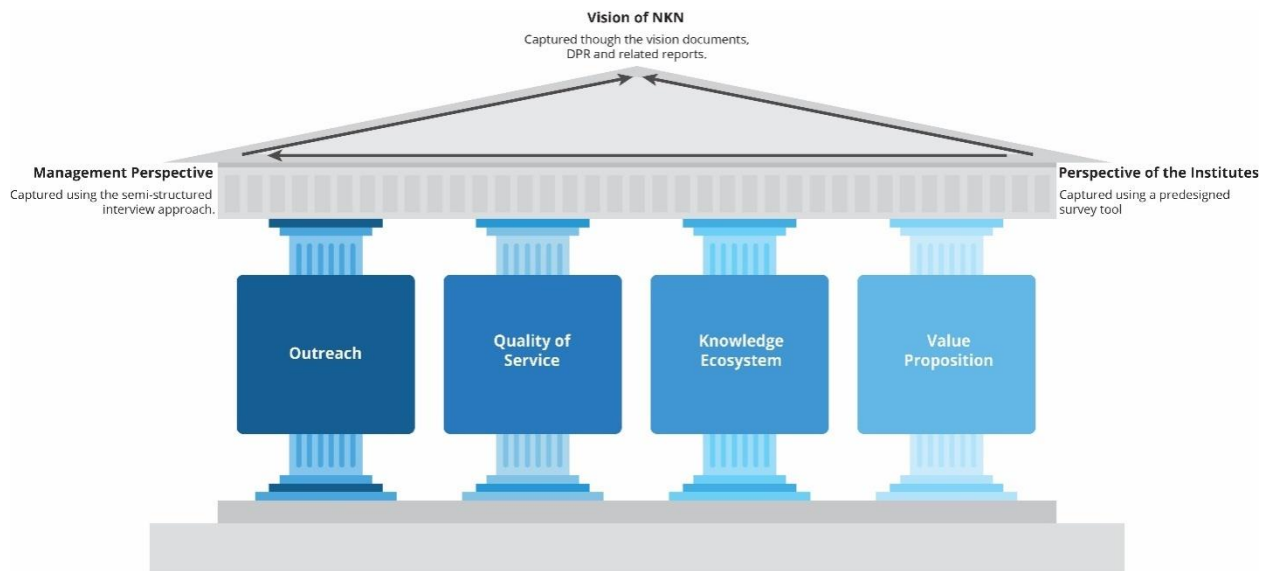 Vision of NKN
Captured though the vision documents,
DPR and related reports.
Management Perspective
Captured using the semi-structured
interview approach.
Perspective of the Institutes
Captured using a predesigned
survey tool
Outreach
Quality of
Service
Knowledge
Ecosystem
Value
Proposition